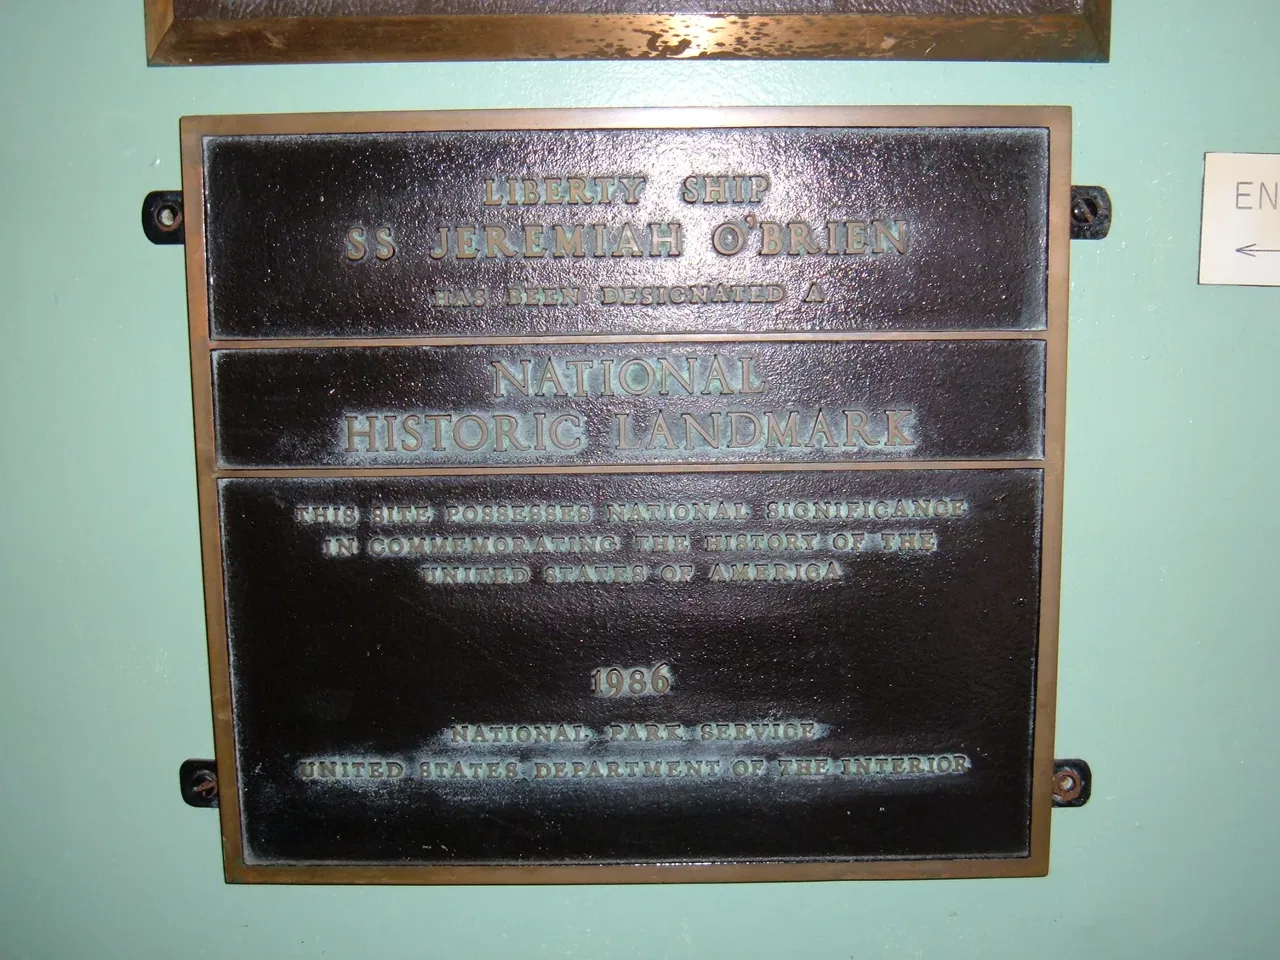 LIBERTY SHIP
SS JEREMIAH O'BRIEN
HAS BEEN DESIGNATED A
NATIONAL
HISTORIC LANDMARK
THIS SITE POSSESSES NATIONAL SIGNIFICANCE
IN COMMEMORATING THE HISTORY OF THE
UNITED STATES OF AMERICA
1986
NATIONAL PARK SERVICE
UNITED STATES DEPARTMENT OF THE INTERIOR
EN